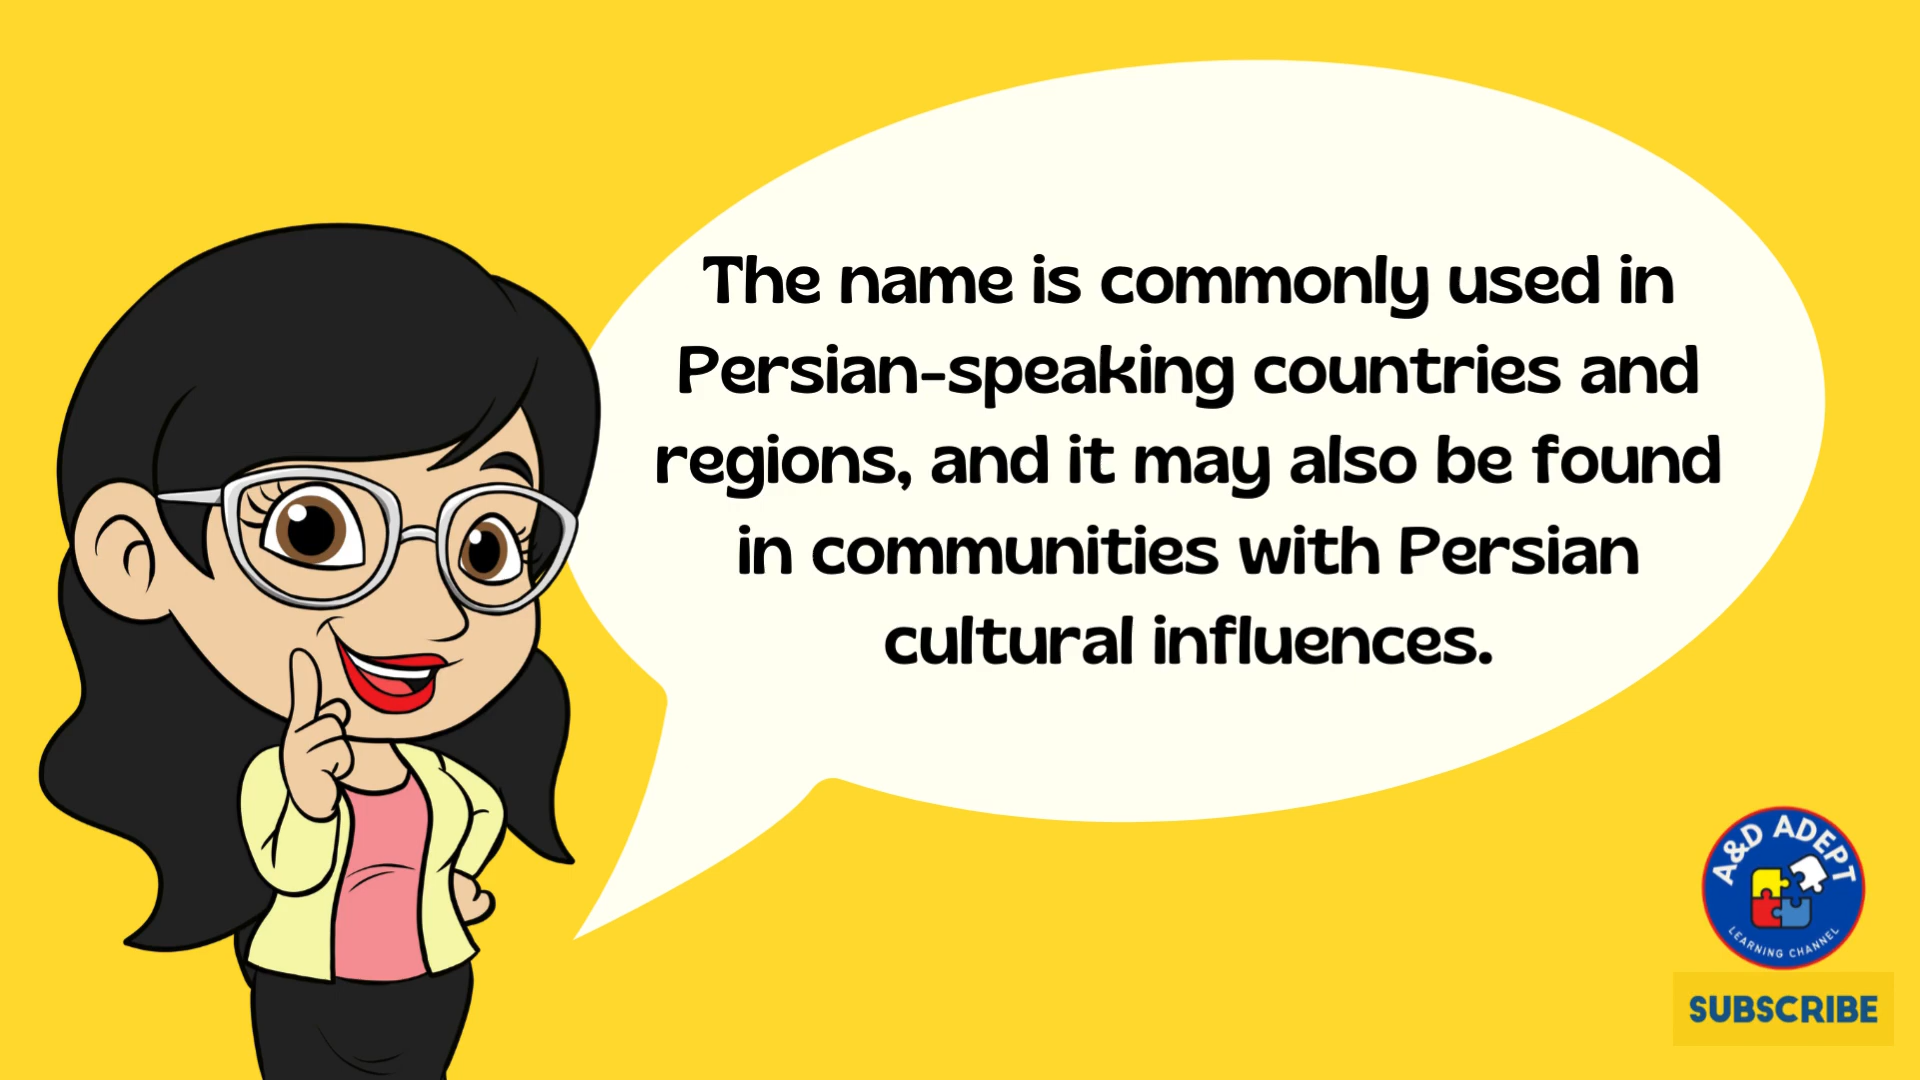 The name is commonly used in
Persian-speaking countries and
regions, and it may also be found
in communities with Persian
cultural influences.
A&D ADEPT
LEARNING CHANNEL
SUBSCRIBE